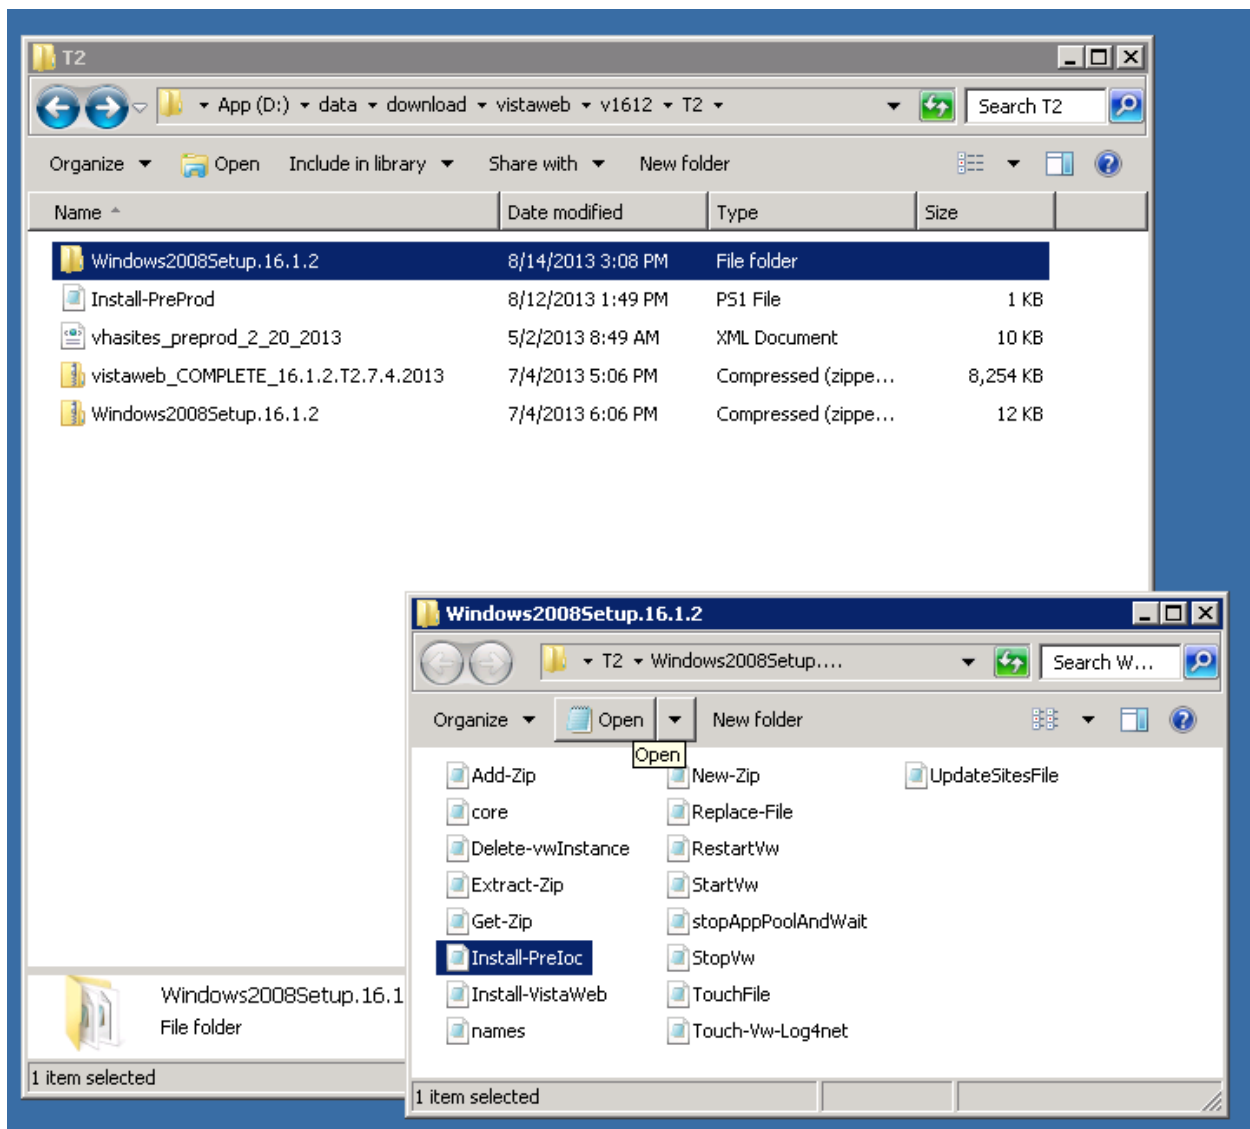 T2
App (D:) data download vistaweb v1612 T2 Search T2
Organize Open Include in library Share with New folder
Name Date modified Type Size
Windows2008Setup.16.1.2 8/14/2013 3:08 PM File folder
Install-PreProd 8/12/2013 1:49 PM PS1 File 1 KB
vhasites_preprod_2_20_2013 5/2/2013 8:49 AM XML Document 10 KB
vistaweb_COMPLETE_16.1.2.T2.7.4.2013 7/4/2013 5:06 PM Compressed (zippe... 8,254 KB
Windows2008Setup.16.1.2 7/4/2013 6:06 PM Compressed (zippe... 12 KB
Windows2008Setup.16.1
File folder
1 item selected
Windows2008Setup.16.1.2
T2 Windows2008Setup.... Search W...
Organize Open New folder
Open
Add-Zip New-Zip UpdateSitesFile
core Replace-File
Delete-vwInstance RestartVw
Extract-Zip StartVw
Get-Zip stopAppPoolAndWait
Install-PreIoc StopVw
Install-VistaWeb TouchFile
names Touch-Vw-Log4net
1 item selected